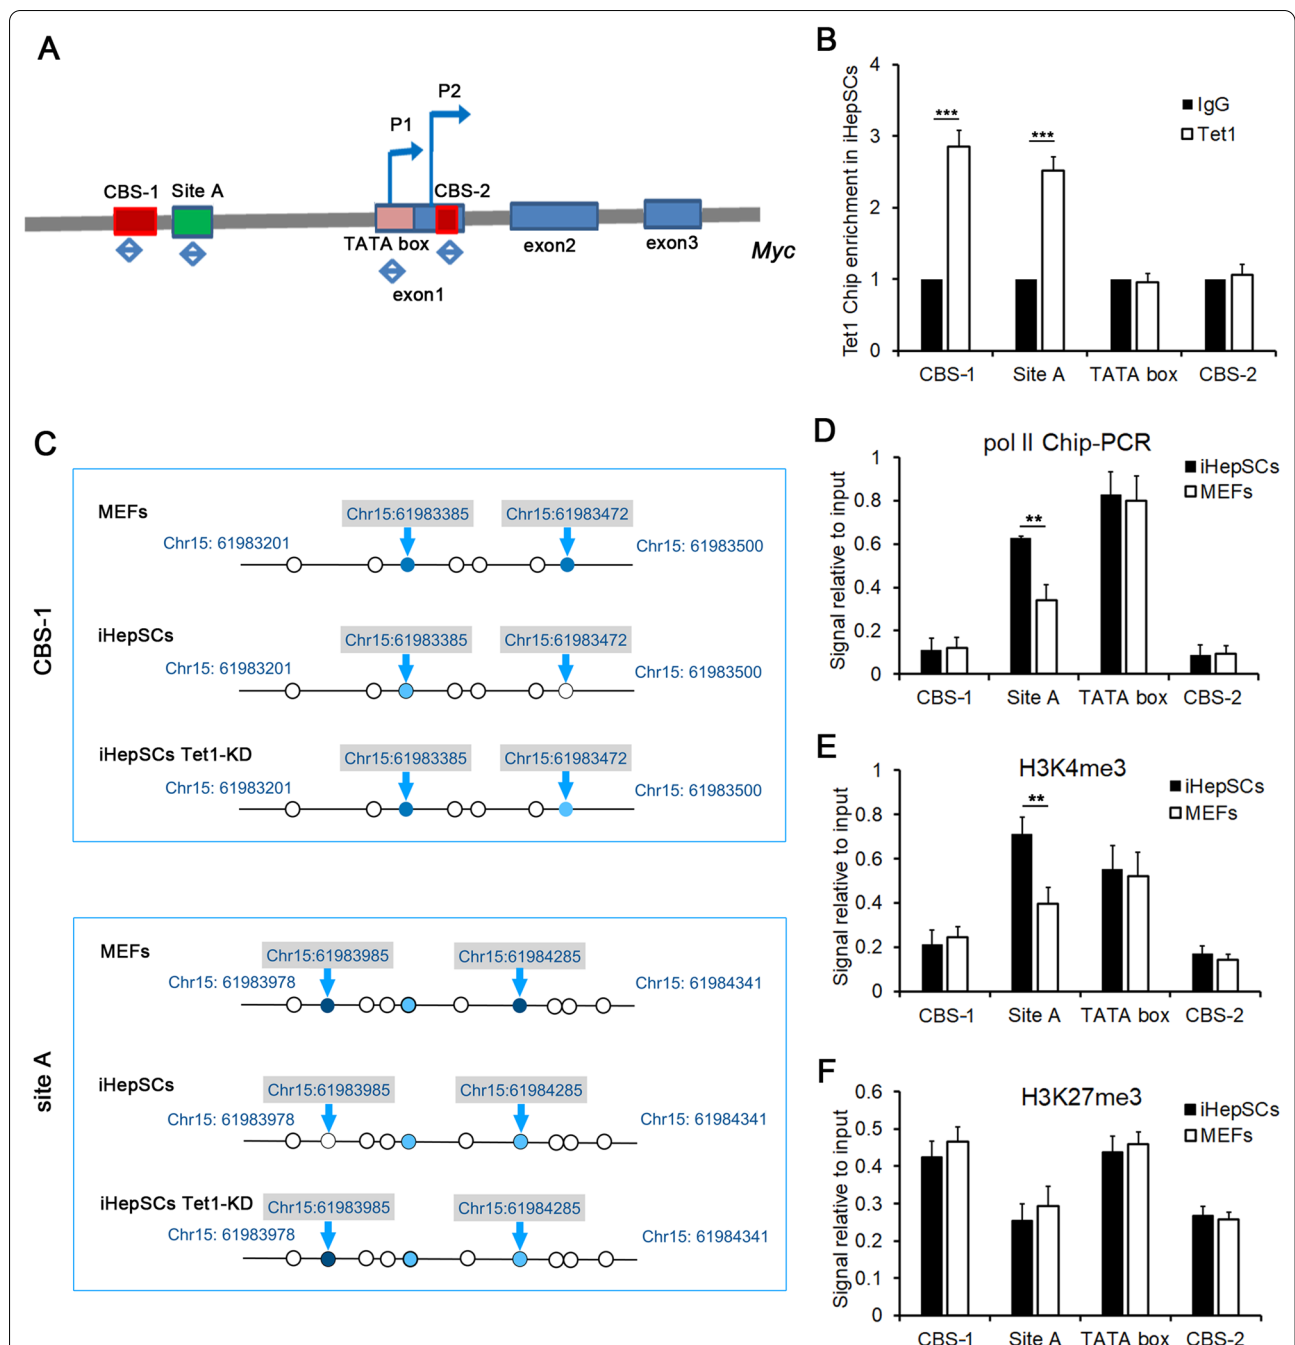 A
P2
P1
CBS-1
Site A
CBS-2
TATA box
exon1
exon2
exon3
Myc
B
Tet1 Chip enrichment in iHepSCs
4
3
2
1
0
***
***
IgG
Tet1
CBS-1
Site A
TATA box
CBS-2
C
CBS-1
MEFs
Chr15:61983385
Chr15:61983472
Chr15: 61983201
Chr15: 61983500
iHepSCs
Chr15:61983385
Chr15:61983472
Chr15: 61983201
Chr15: 61983500
iHepSCs Tet1-KD
Chr15:61983385
Chr15:61983472
Chr15: 61983201
Chr15: 61983500
site A
MEFs
Chr15:61983985
Chr15:61984285
Chr15: 61983978
Chr15: 61984341
iHepSCs
Chr15:61983985
Chr15:61984285
Chr15: 61983978
Chr15: 61984341
iHepSCs Tet1-KD
Chr15:61983985
Chr15:61984285
Chr15: 61983978
Chr15: 61984341
D
pol II Chip-PCR
Signal relative to input
1
0.8
0.6
0.4
0.2
0
**
iHepSCs
MEFs
CBS-1
Site A
TATA box
CBS-2
E
H3K4me3
Signal relative to input
1
0.8
0.6
0.4
0.2
0
**
iHepSCs
MEFs
CBS-1
Site A
TATA box
CBS-2
F
H3K27me3
Signal relative to input
0.6
0.5
0.4
0.3
0.2
0.1
0
iHepSCs
MEFs
CBS-1
Site A
TATA box
CBS-2